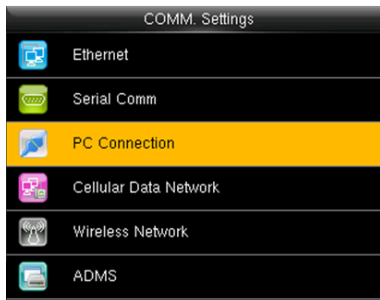 COMM. Settings
Ethernet
Serial Comm
PC Connection
Cellular Data Network
Wireless Network
ADMS